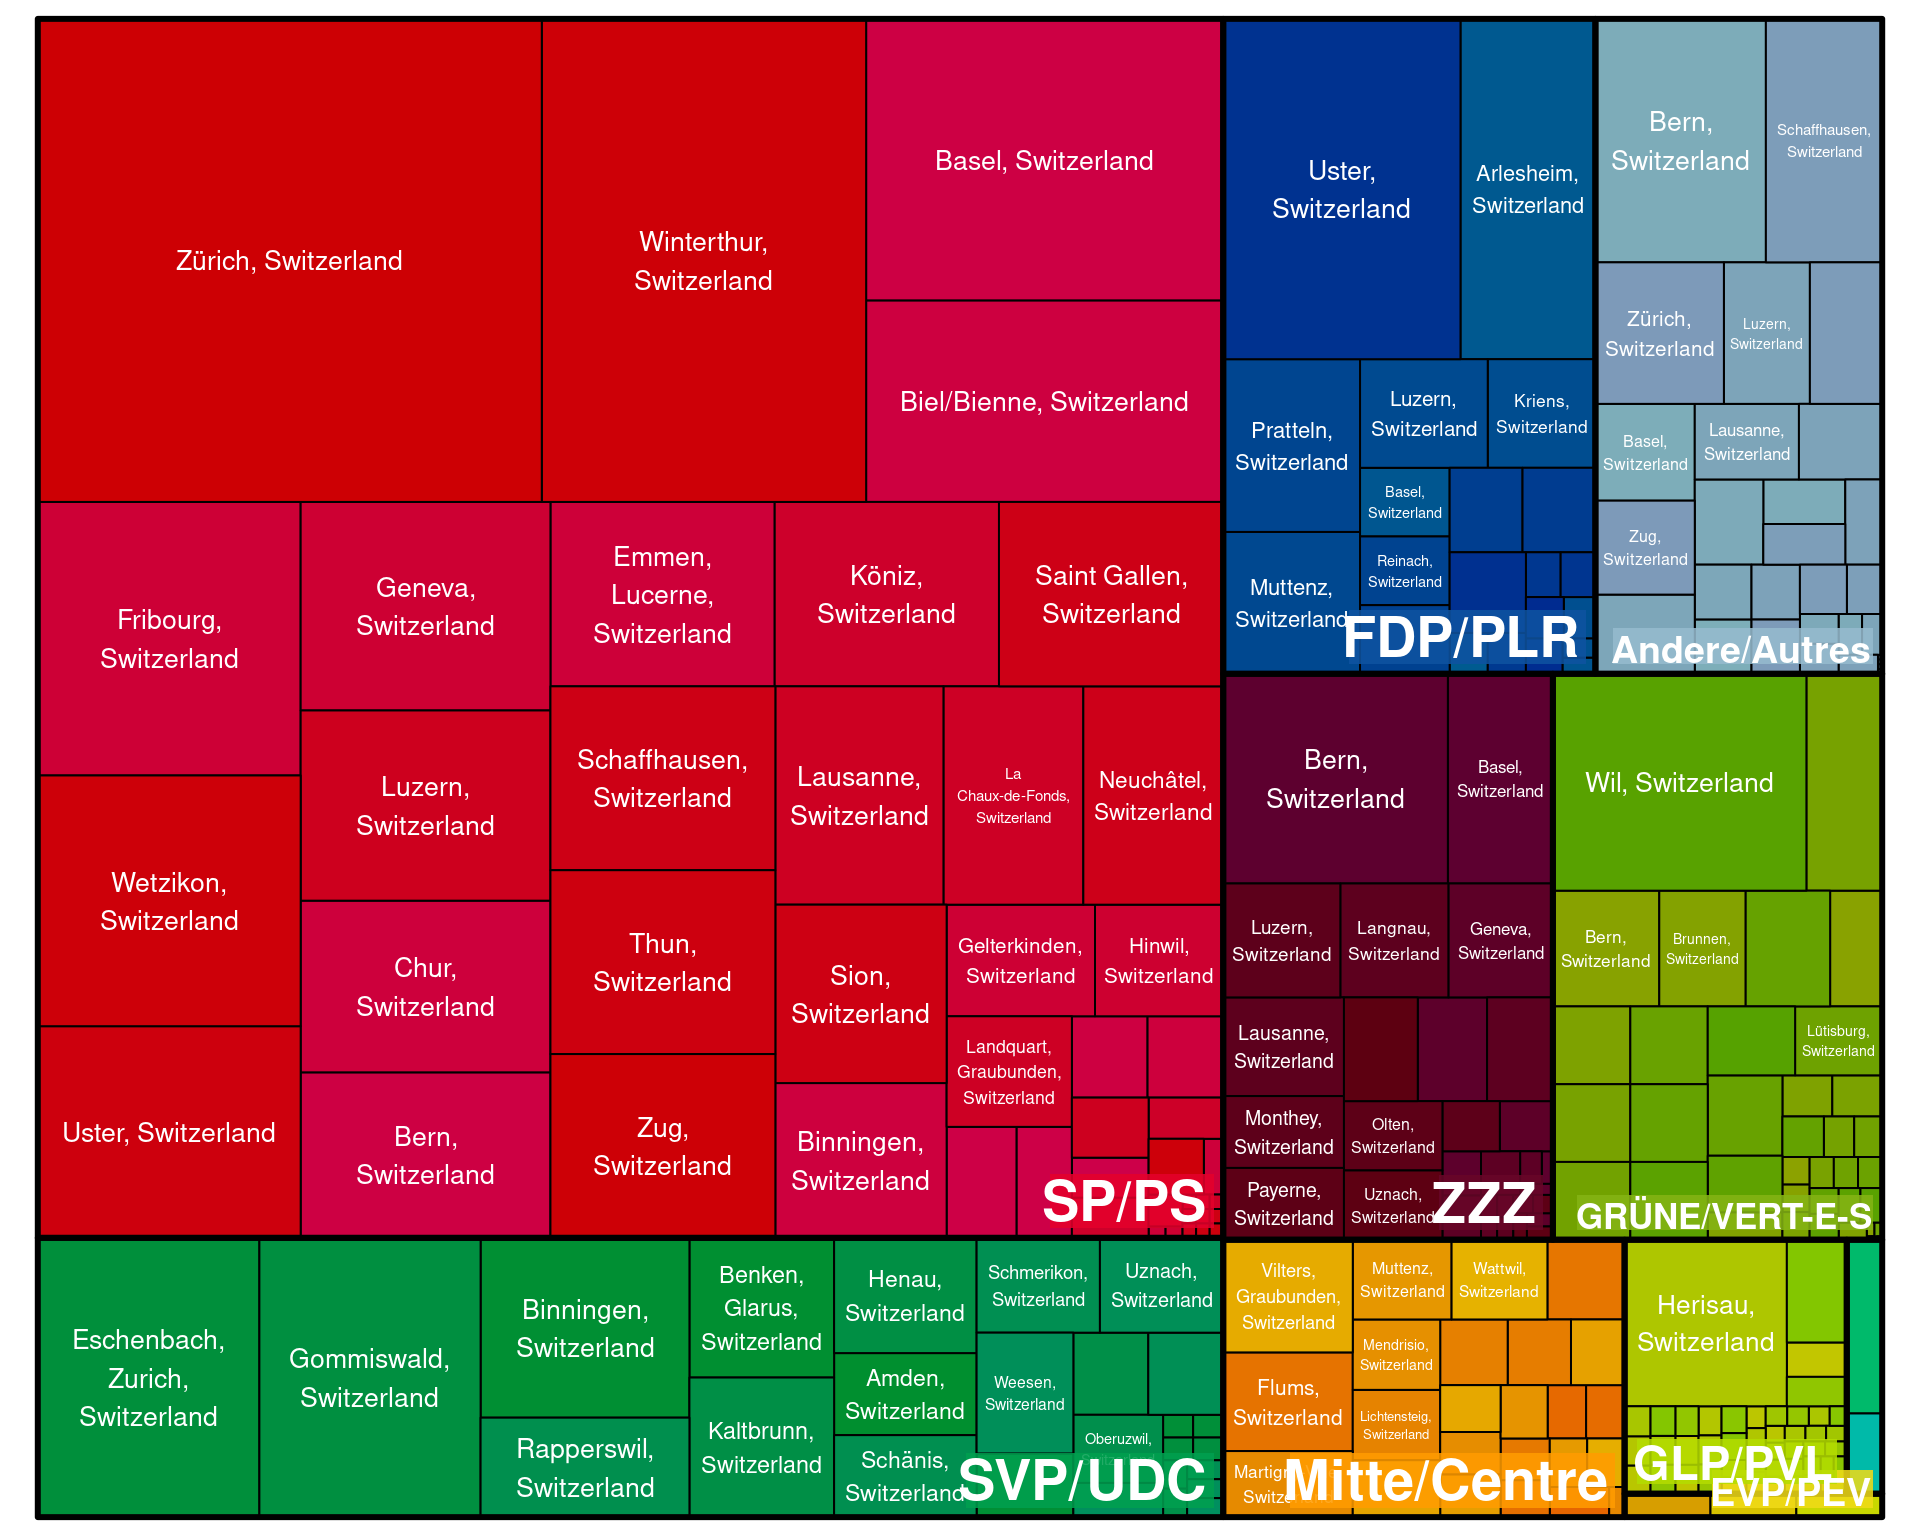 Zürich, Switzerland
Winterthur,
Switzerland
Basel, Switzerland
Biel/Bienne, Switzerland
Fribourg,
Switzerland
Geneva,
Switzerland
Emmen,
Lucerne,
Switzerland
Köniz,
Switzerland
Saint Gallen,
Switzerland
Wetzikon,
Switzerland
Luzern,
Switzerland
Schaffhausen,
Switzerland
Lausanne,
Switzerland
La
Chaux-de-Fonds,
Switzerland
Neuchâtel,
Switzerland
Chur,
Switzerland
Thun,
Switzerland
Sion,
Switzerland
Gelterkinden,
Switzerland
Hinwil,
Switzerland
Landquart,
Graubunden,
Switzerland
Uster, Switzerland
Bern,
Switzerland
Zug,
Switzerland
Binningen,
Switzerland
SP/PS
Uster,
Switzerland
Arlesheim,
Switzerland
Pratteln,
Switzerland
Luzern,
Switzerland
Kriens,
Switzerland
Basel,
Switzerland
Reinach,
Switzerland
Muttenz,
Switzerland
FDP/PLR
Bern,
Switzerland
Schaffhausen,
Switzerland
Zürich,
Switzerland
Luzern,
Switzerland
Basel,
Switzerland
Lausanne,
Switzerland
Zug,
Switzerland
Andere/Autres
Bern,
Switzerland
Basel,
Switzerland
Luzern,
Switzerland
Langnau,
Switzerland
Geneva,
Switzerland
Lausanne,
Switzerland
Monthey,
Switzerland
Olten,
Switzerland
Payerne,
Switzerland
Uznach,
Switzerland
ZZZ
Wil, Switzerland
Bern,
Switzerland
Brunnen,
Switzerland
Lütisburg,
Switzerland
GRÜNE/VERT-E-S
Eschenbach,
Zurich,
Switzerland
Gommiswald,
Switzerland
Binningen,
Switzerland
Rapperswil,
Switzerland
Benken,
Glarus,
Switzerland
Kaltbrunn,
Switzerland
Henau,
Switzerland
Amden,
Switzerland
Schänis,
Switzerland
Schmerikon,
Switzerland
Uznach,
Switzerland
Weesen,
Switzerland
Oberuzwil,
SVP/UDC
Vilters,
Graubunden,
Switzerland
Muttenz,
Switzerland
Wattwil,
Switzerland
Mendrisio,
Switzerland
Flums,
Switzerland
Lichtensteig,
Switzerland
Mitte/Centre
Herisau,
Switzerland
GLP/PVL
EVP/PEV